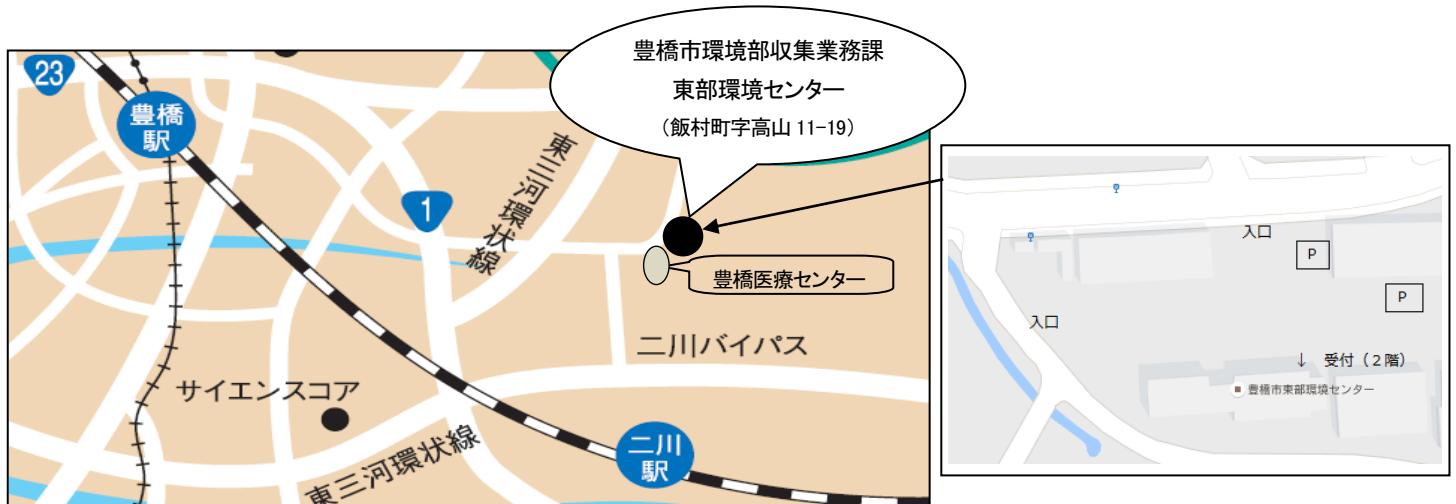 豊橋市環境部収集業務課
東部環境センター
（飯村町字高山 11-19）
23
豊橋
駅
東三河環状線
1
豊橋医療センター
二川バイパス
サイエンスコア
東三河環状線
二川
駅
入口
P
P
入口
↓ 受付（２階）
豊橋市東部環境センター